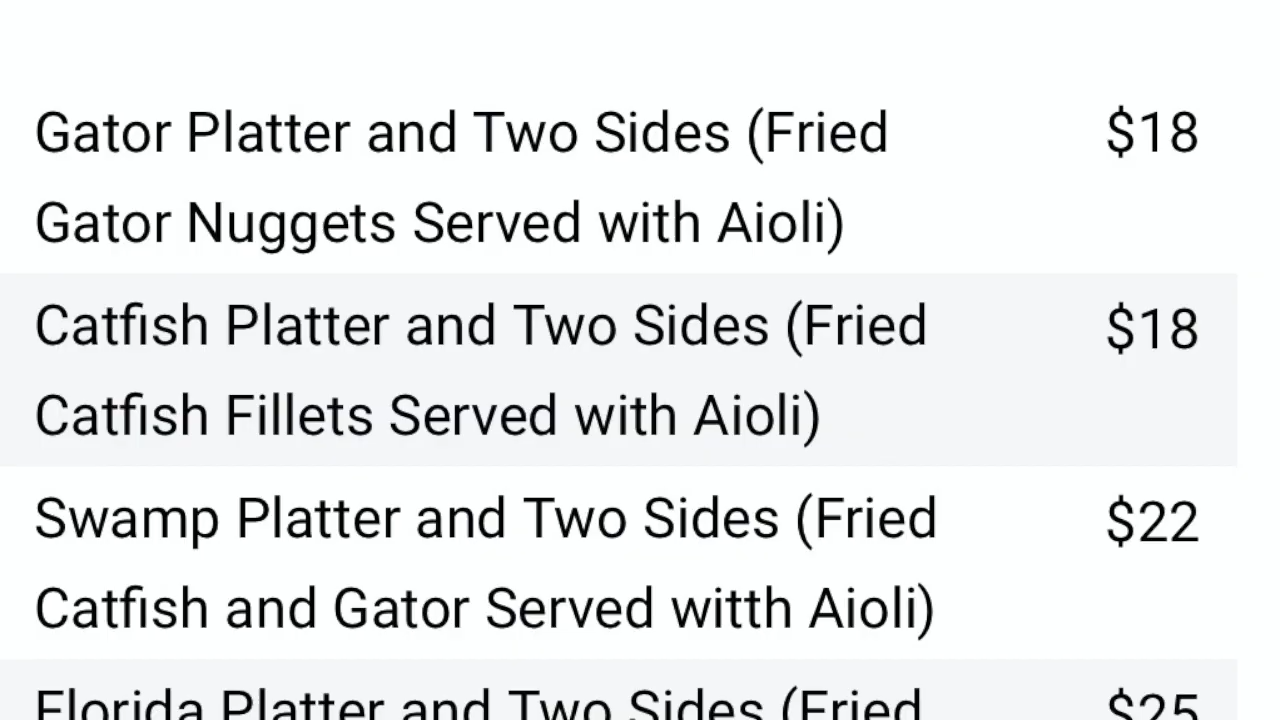 Gator Platter and Two Sides (Fried $18
Gator Nuggets Served with Aioli)
Catfish Platter and Two Sides (Fried $18
Catfish Fillets Served with Aioli)
Swamp Platter and Two Sides (Fried $22
Catfish and Gator Served witth Aioli)
Florida Platter and Two Sides (Fried $25